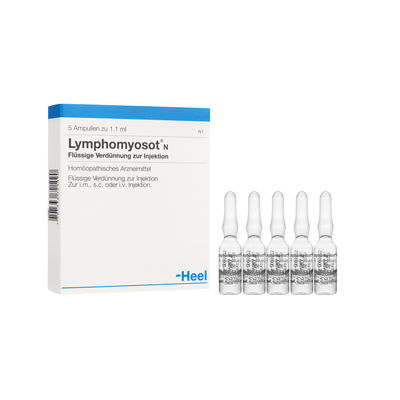 5 Ampullen zu 1.1 ml
N1
Lymphomyosot® N
Flüssige Verdünnung zur Injektion
Homöopathisches Arzneimittel
Flüssige Verdünnung zur Injektion
Zur i.m., s.c. oder i.v. Injektion.
-Heel